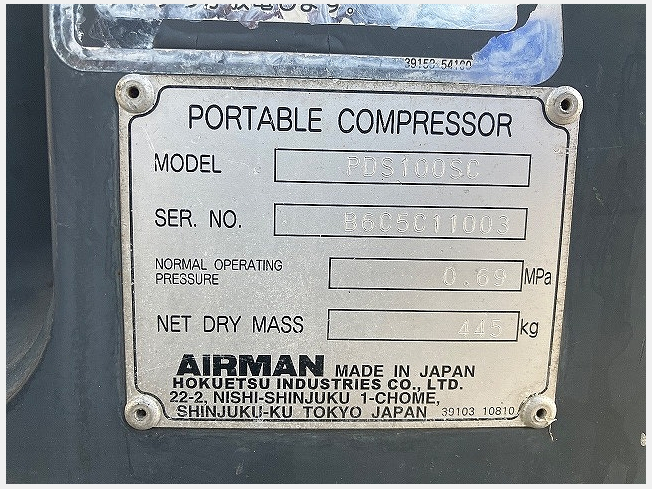 39150 54100
PORTABLE COMPRESSOR
MODEL PDS100SC
SER. NO. B6C5C11003
NORMAL OPERATING
PRESSURE 0.69 MPa
NET DRY MASS 445 kg
AIRMAN MADE IN JAPAN
HOKUETSU INDUSTRIES CO., LTD.
22-2, NISHI-SHINJUKU 1-CHOME,
SHINJUKU-KU TOKYO JAPAN 39103 10810